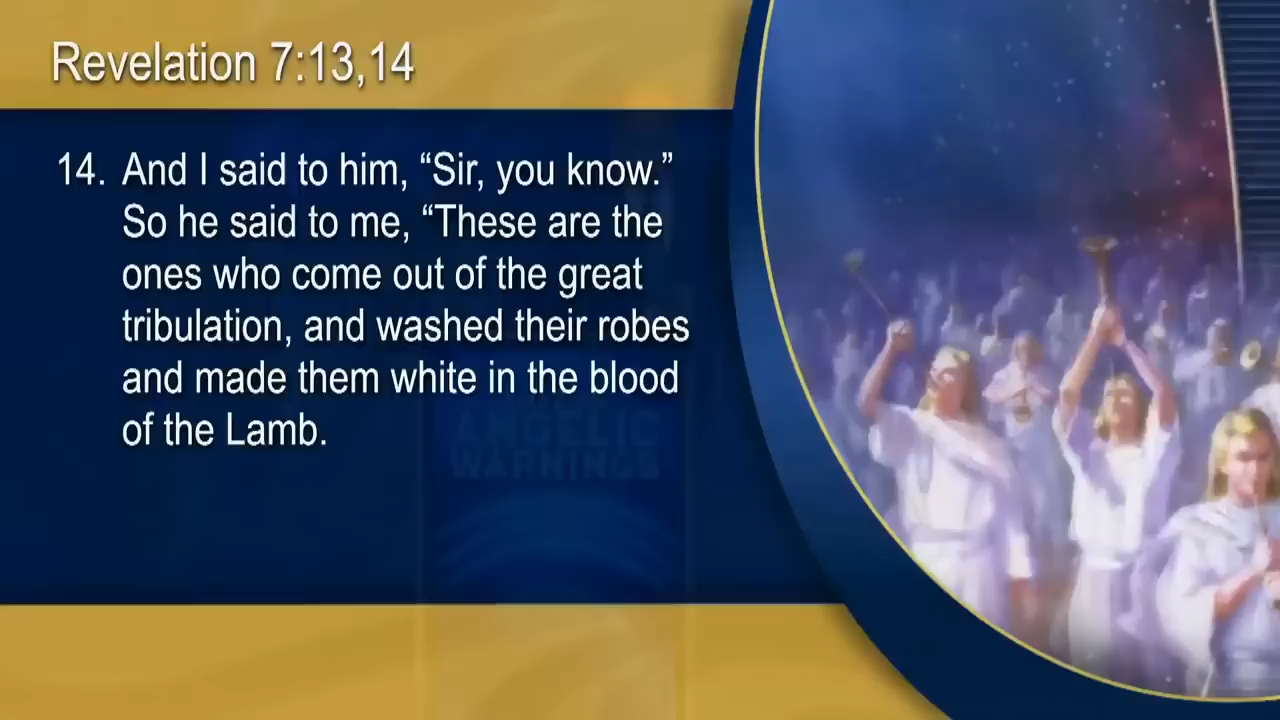 Revelation 7:13,14
14. And I said to him, “Sir, you know.”
So he said to me, “These are the
ones who come out of the great
tribulation, and washed their robes
and made them white in the blood
of the Lamb.
ANGELIC
WARNINGS